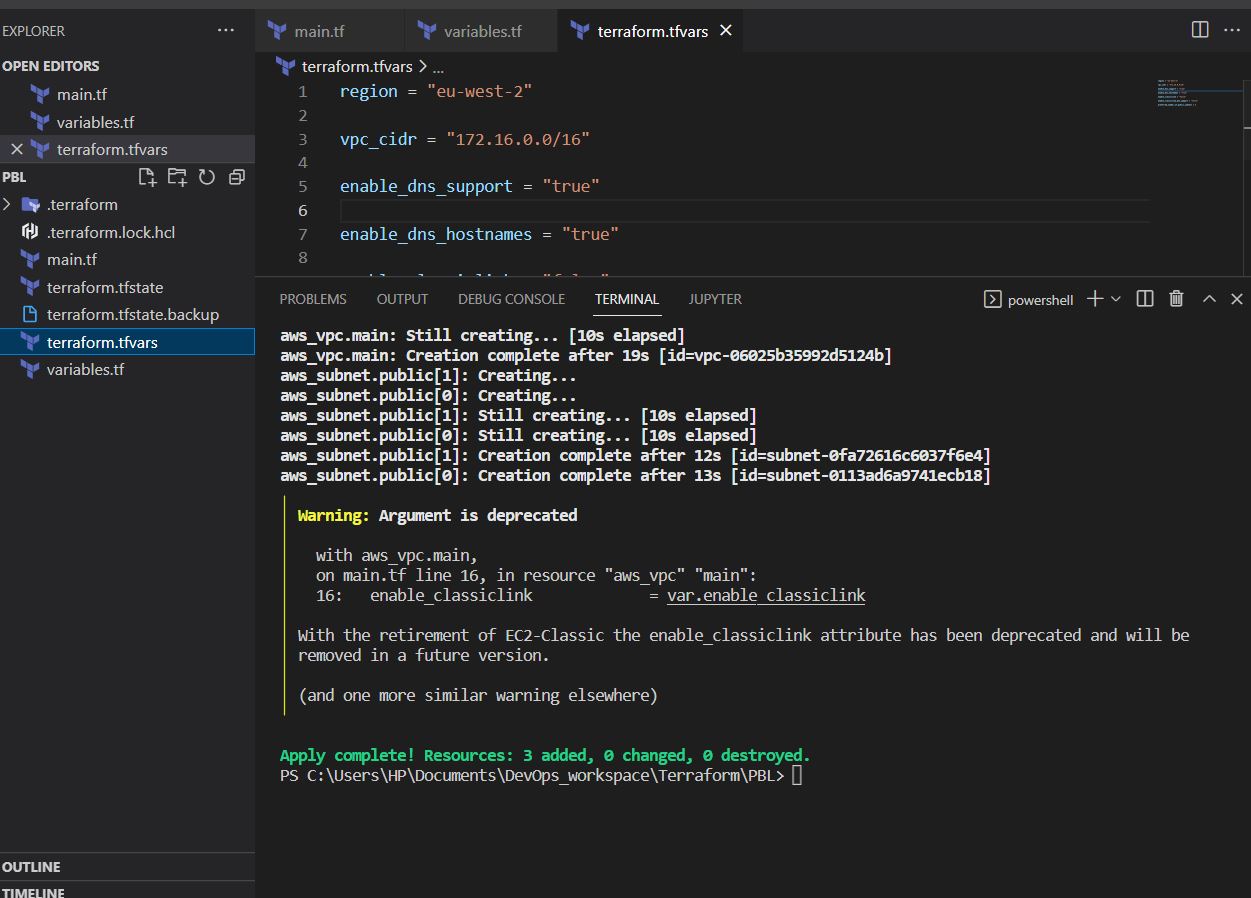 EXPLORER
OPEN EDITORS
main.tf
variables.tf
terraform.tfvars
PBL
.terraform
.terraform.lock.hcl
main.tf
terraform.tfstate
terraform.tfstate.backup
terraform.tfvars
variables.tf
OUTLINE
TIMELINE
main.tf
variables.tf
terraform.tfvars
terraform.tfvars > ...
1 region = "eu-west-2"
2
3 vpc_cidr = "172.16.0.0/16"
4
5 enable_dns_support = "true"
6
7 enable_dns_hostnames = "true"
8
PROBLEMS OUTPUT DEBUG CONSOLE TERMINAL JUPYTER powershell
aws_vpc.main: Still creating... [10s elapsed]
aws_vpc.main: Creation complete after 19s [id=vpc-06025b35992d5124b]
aws_subnet.public[1]: Creating...
aws_subnet.public[0]: Creating...
aws_subnet.public[1]: Still creating... [10s elapsed]
aws_subnet.public[0]: Still creating... [10s elapsed]
aws_subnet.public[1]: Creation complete after 12s [id=subnet-0fa72616c6037f6e4]
aws_subnet.public[0]: Creation complete after 13s [id=subnet-0113ad6a9741ecb18]
Warning: Argument is deprecated
with aws_vpc.main,
on main.tf line 16, in resource "aws_vpc" "main":
16: enable_classiclink = var.enable_classiclink
With the retirement of EC2-Classic the enable_classiclink attribute has been deprecated and will be
removed in a future version.
(and one more similar warning elsewhere)
Apply complete! Resources: 3 added, 0 changed, 0 destroyed.
PS C:\Users\HP\Documents\DevOps_workspace\Terraform\PBL>